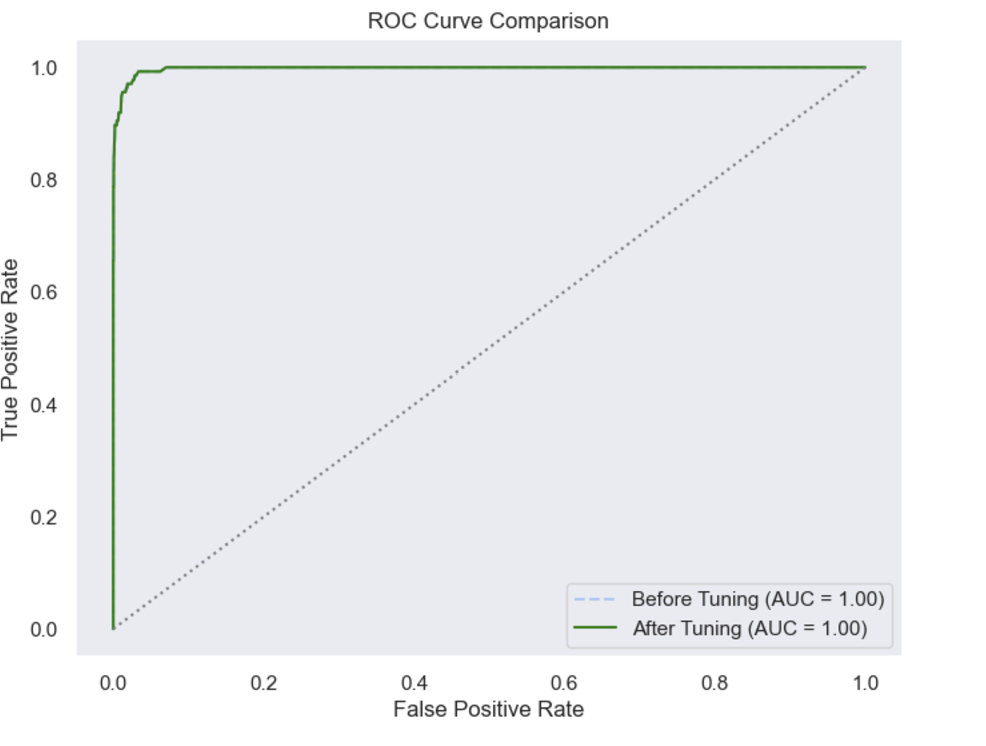 ROC Curve Comparison
1.0
0.8
0.6
0.4
0.2
0.0
True Positive Rate
Before Tuning (AUC = 1.00)
After Tuning (AUC = 1.00)
0.0 0.2 0.4 0.6 0.8 1.0
False Positive Rate